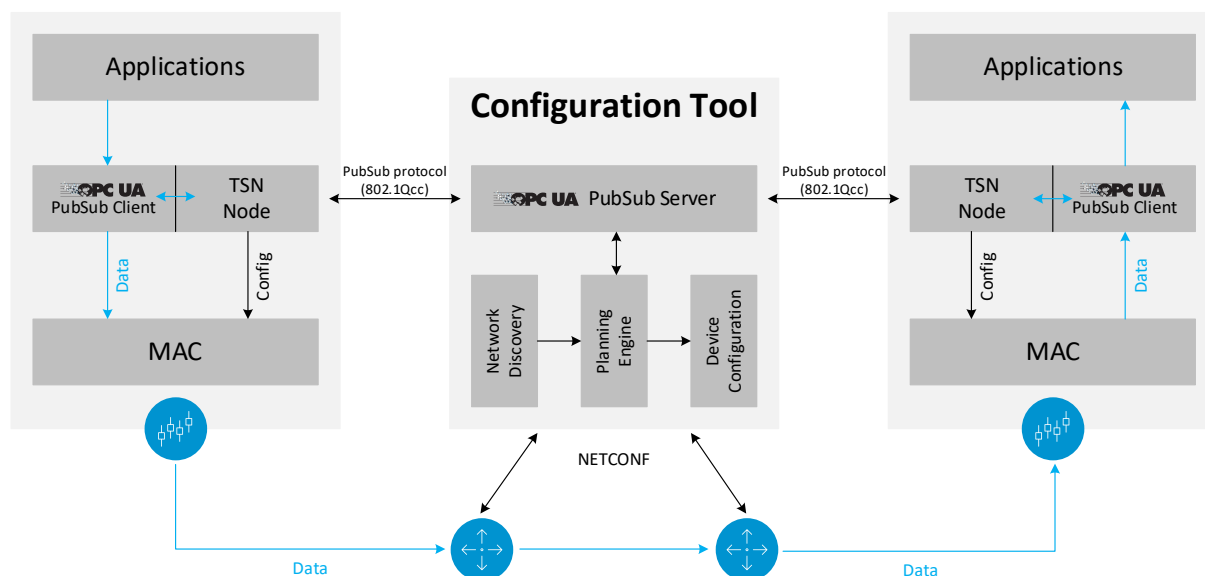 Applications
OPC UA
PubSub Client
TSN
Node
Data
Config
MAC
PubSub protocol
(802.1Qcc)
Configuration Tool
OPC UA PubSub Server
Network
Discovery
Planning
Engine
Device
Configuration
NETCONF
PubSub protocol
(802.1Qcc)
Applications
TSN
Node
OPC UA
PubSub Client
Config
Data
MAC
Data
Data